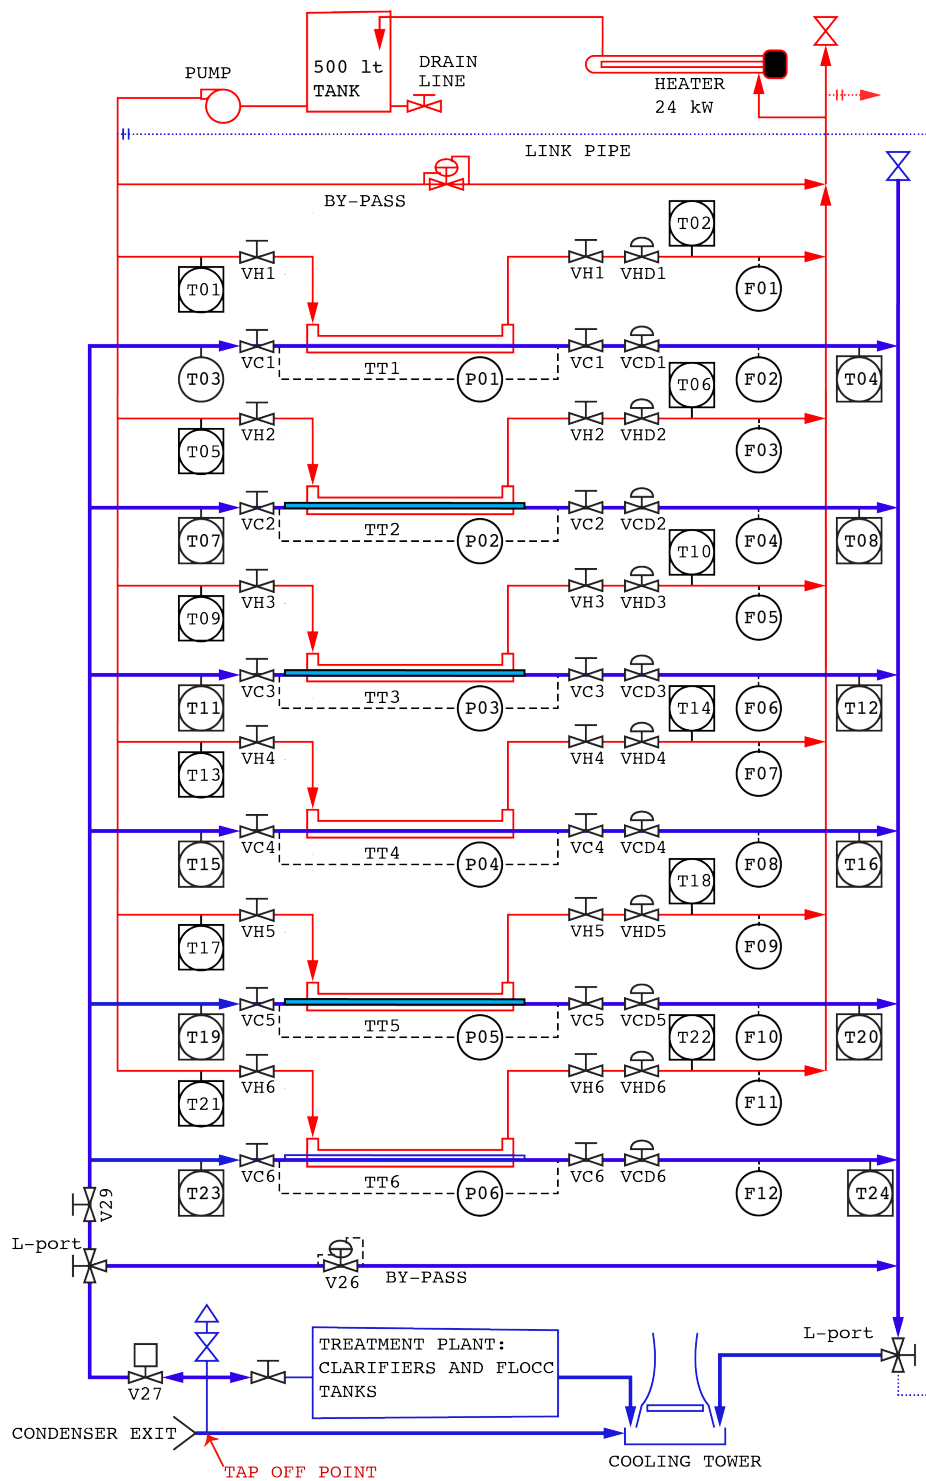 500 lt
TANK
DRAIN
LINE
PUMP
HEATER
24 kW
LINK PIPE
BY-PASS
T02
VH1
VH1
VHD1
T01
F01
VC1
TT1
P01
VC1
VCD1
T03
F02
T04
T06
VH2
VH2
VHD2
T05
F03
VC2
TT2
P02
VC2
VCD2
T07
F04
T08
T10
VH3
VH3
VHD3
T09
F05
VC3
TT3
P03
VC3
VCD3
T11
T14
F06
T12
VH4
VH4
VHD4
T13
F07
VC4
TT4
P04
VC4
VCD4
T15
F08
T16
T18
VH5
VH5
VHD5
T17
F09
VC5
TT5
P05
VC5
VCD5
T19
T22
F10
T20
VH6
VH6
VHD6
T21
F11
VC6
TT6
P06
VC6
VCD6
T23
F12
T24
V29
L-port
V26
BY-PASS
L-port
TREATMENT PLANT:
CLARIFIERS AND FLOCC
TANKS
V27
CONDENSER EXIT
COOLING TOWER
TAP OFF POINT